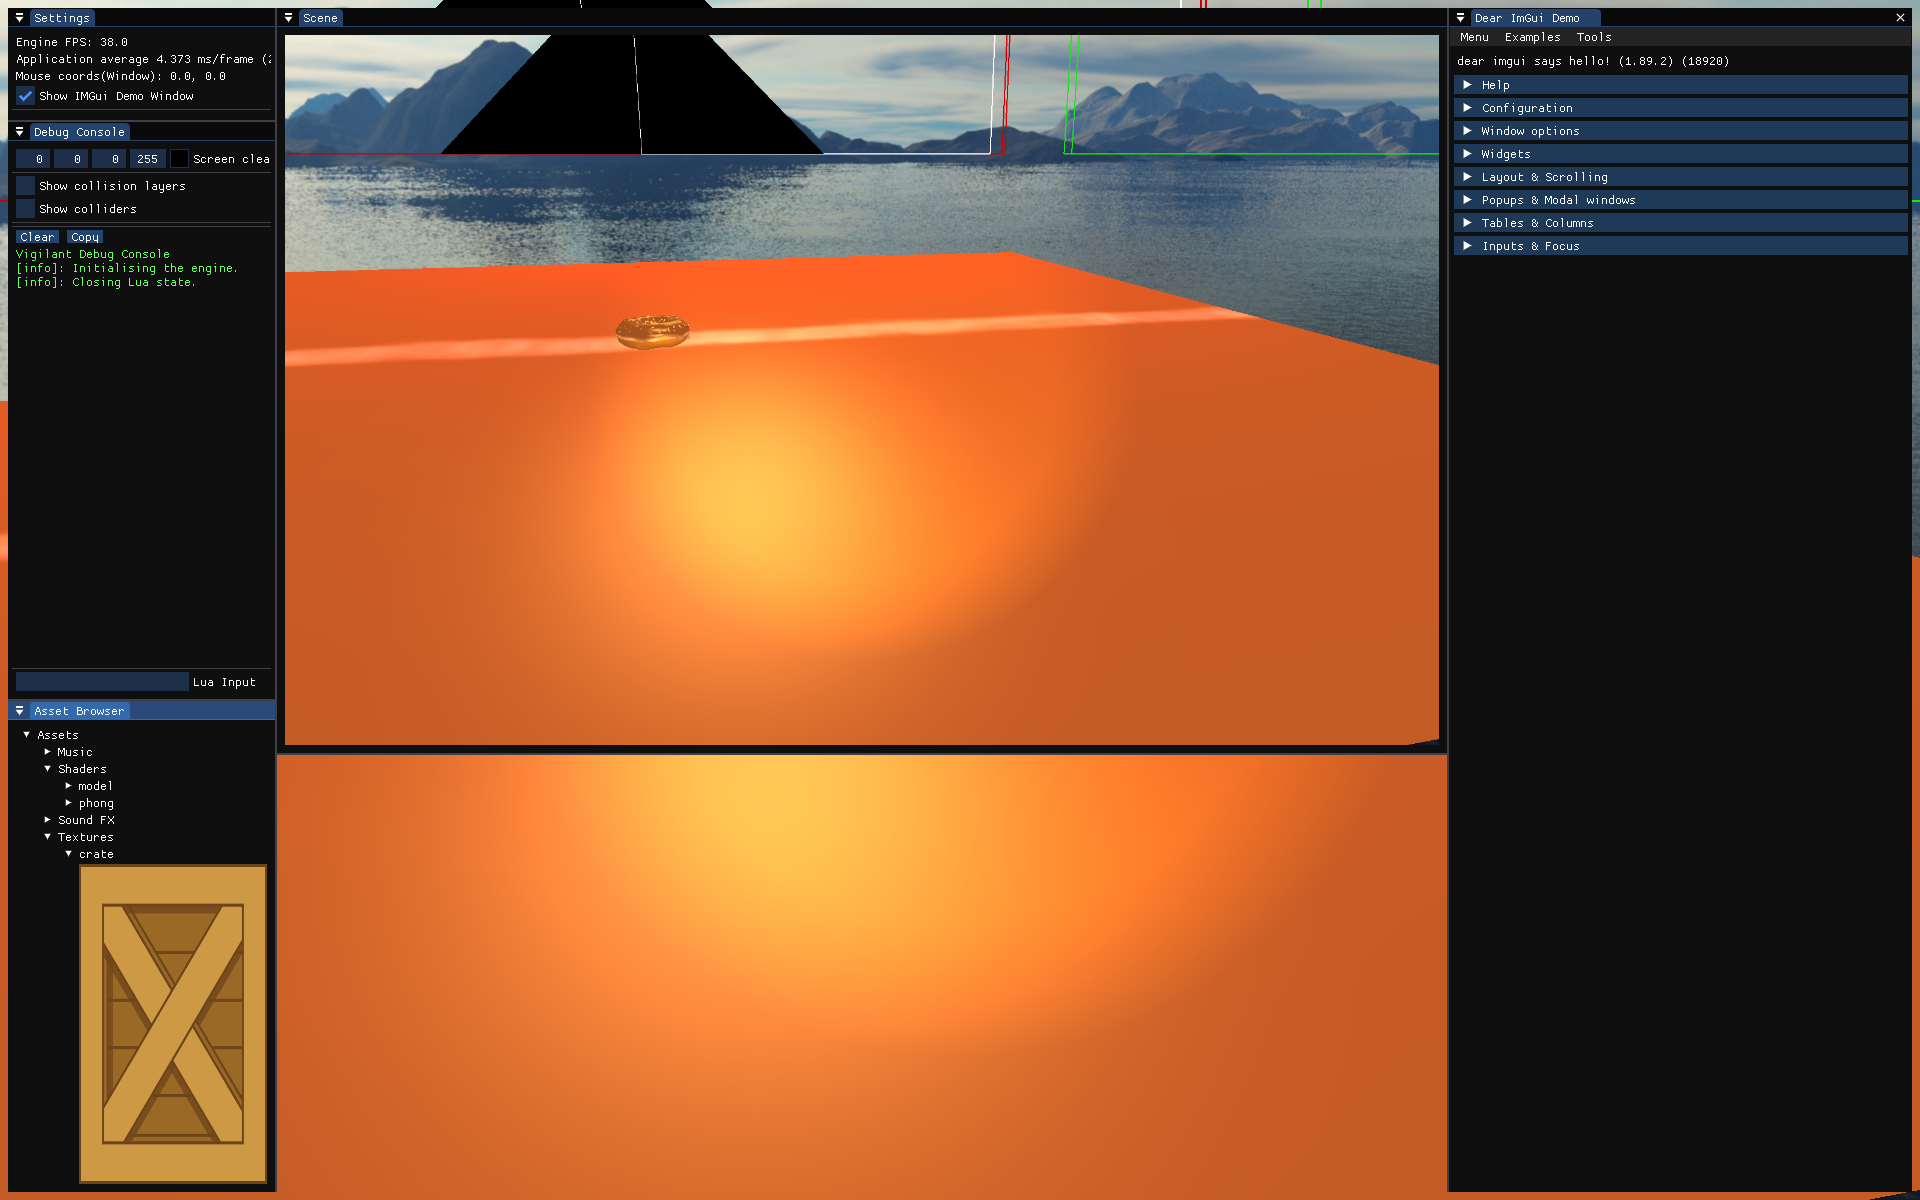 Settings
Engine FPS: 38.0
Application average 4.373 ms/frame (
Mouse coords(Window): 0.0, 0.0
Show IMGui Demo Window
Debug Console
0 0 0 255 Screen clea
Show collision layers
Show colliders
Clear Copy
Vigilant Debug Console
[info]: Initialising the engine.
[info]: Closing Lua state.
Lua Input
Asset Browser
Assets
Music
Shaders
model
phong
Sound FX
Textures
crate
Scene
Dear ImGui Demo
Menu Examples Tools
dear imgui says hello! (1.89.2) (18920)
Help
Configuration
Window options
Widgets
Layout & Scrolling
Popups & Modal windows
Tables & Columns
Inputs & Focus